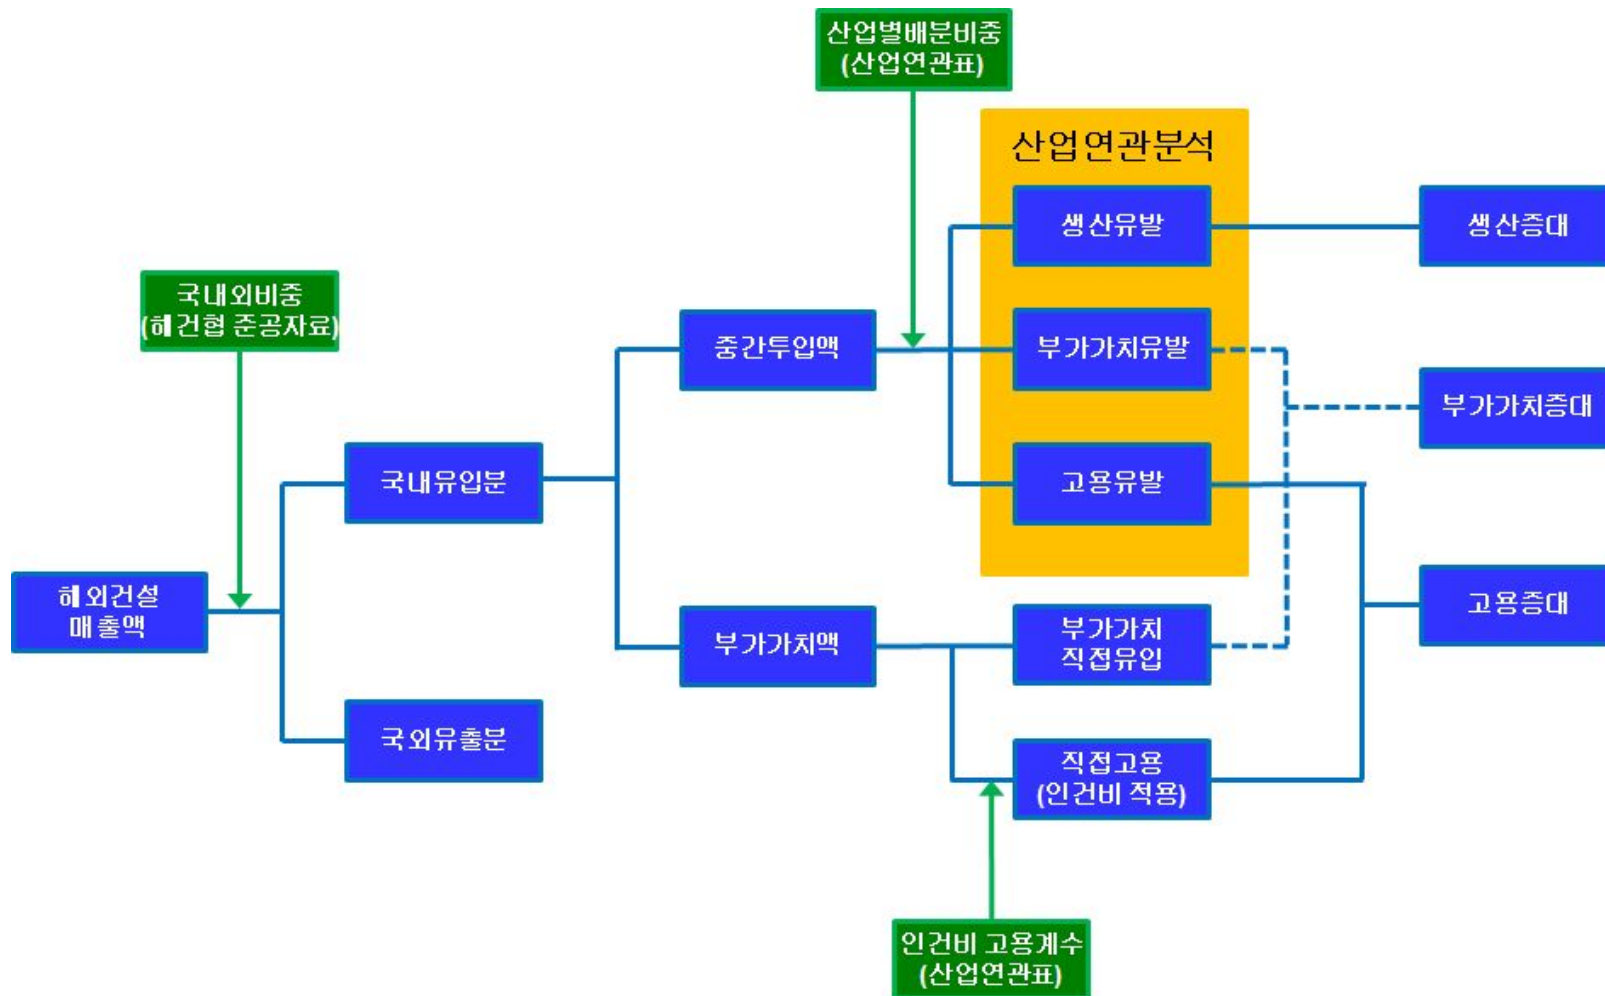 산업별배분비중
(산업연관표)
산업연관분석
생산유발
생산증대
국내외비중
(해건협 준공자료)
중간투입액
부가가치유발
부가가치증대
국내유입분
고용유발
해외건설
매출액
고용증대
부가가치액
부가가치
직접유입
국외유출분
직접고용
(인건비 적용)
인건비 고용계수
(산업연관표)